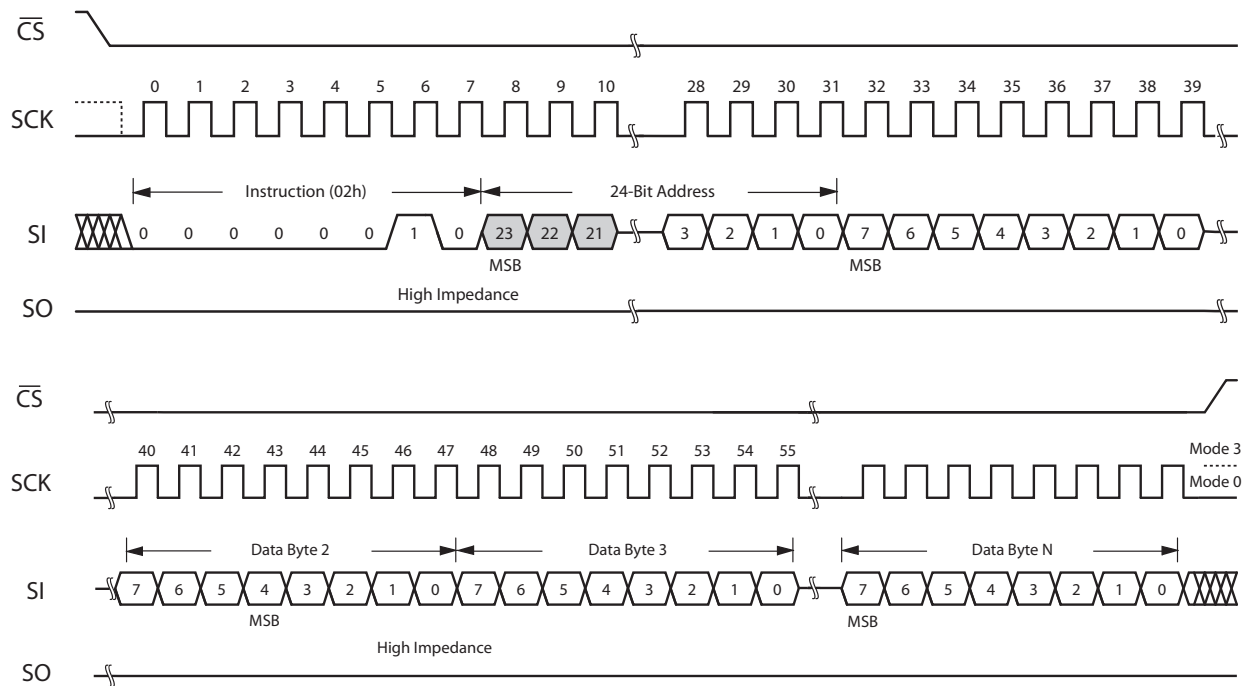 CS
0 1 2 3 4 5 6 7 8 9 10 28 29 30 31 32 33 34 35 36 37 38 39
SCK
Instruction (02h) 24-Bit Address
SI 0 0 0 0 0 0 1 0 23 22 21 3 2 1 0 7 6 5 4 3 2 1 0
MSB MSB
High Impedance
SO
CS
40 41 42 43 44 45 46 47 48 49 50 51 52 53 54 55 Mode 3
SCK Mode 0
Data Byte 2 Data Byte 3 Data Byte N
SI 7 6 5 4 3 2 1 0 7 6 5 4 3 2 1 0 7 6 5 4 3 2 1 0
MSB MSB
High Impedance
SO